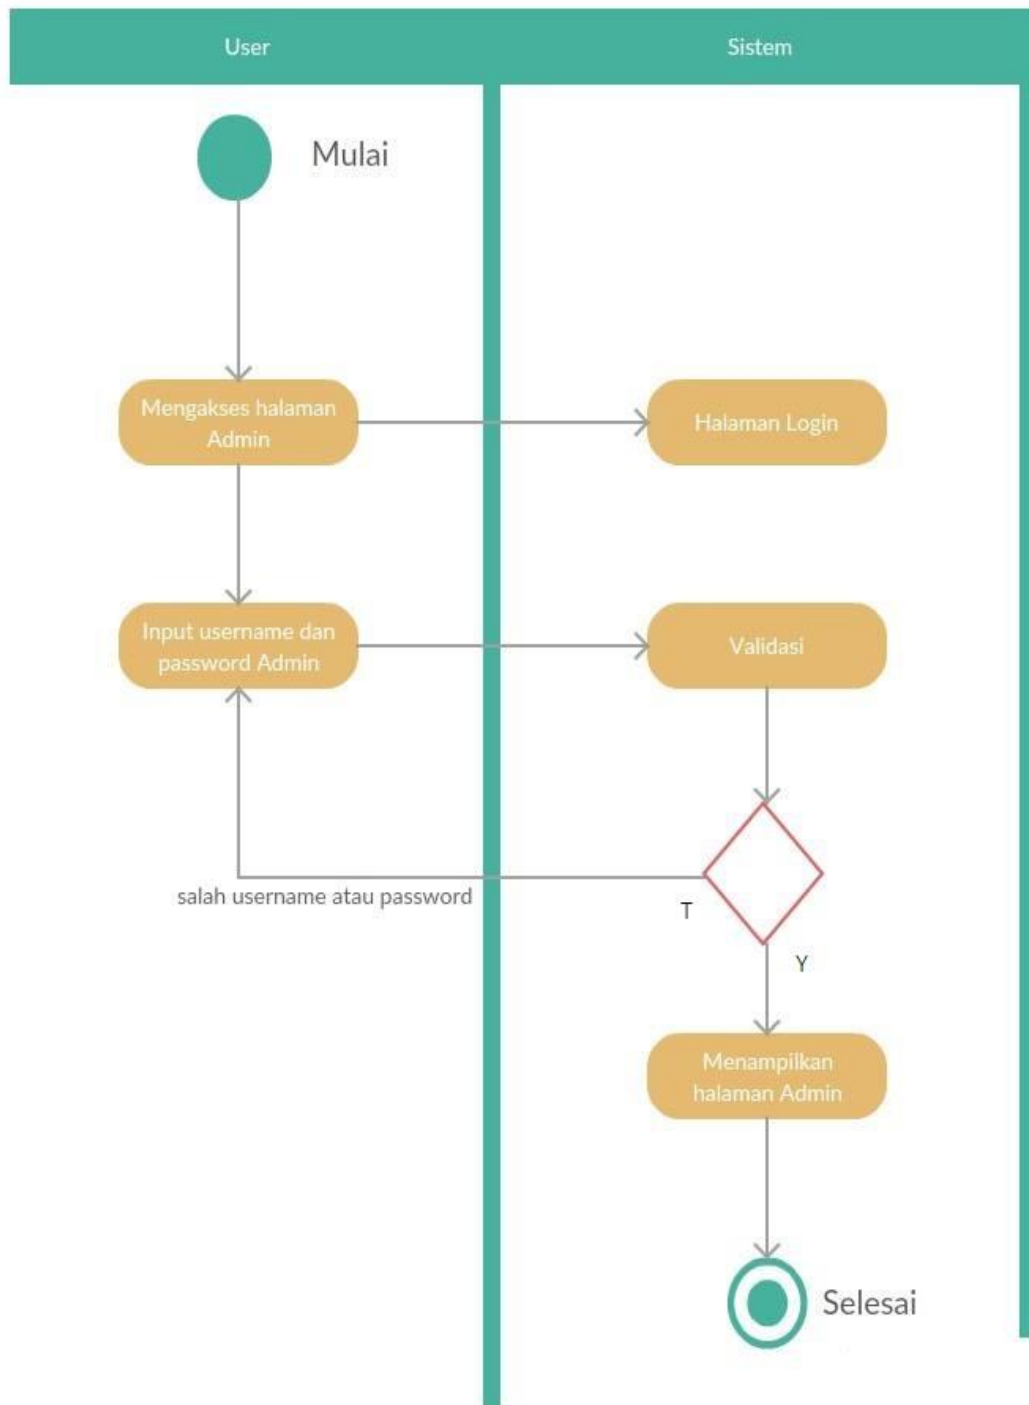 User
Sistem
Mulai
Mengakses halaman
Admin
Halaman Login
Input username dan
password Admin
Validasi
salah username atau password
T
Y
Menampilkan
halaman Admin
Selesai